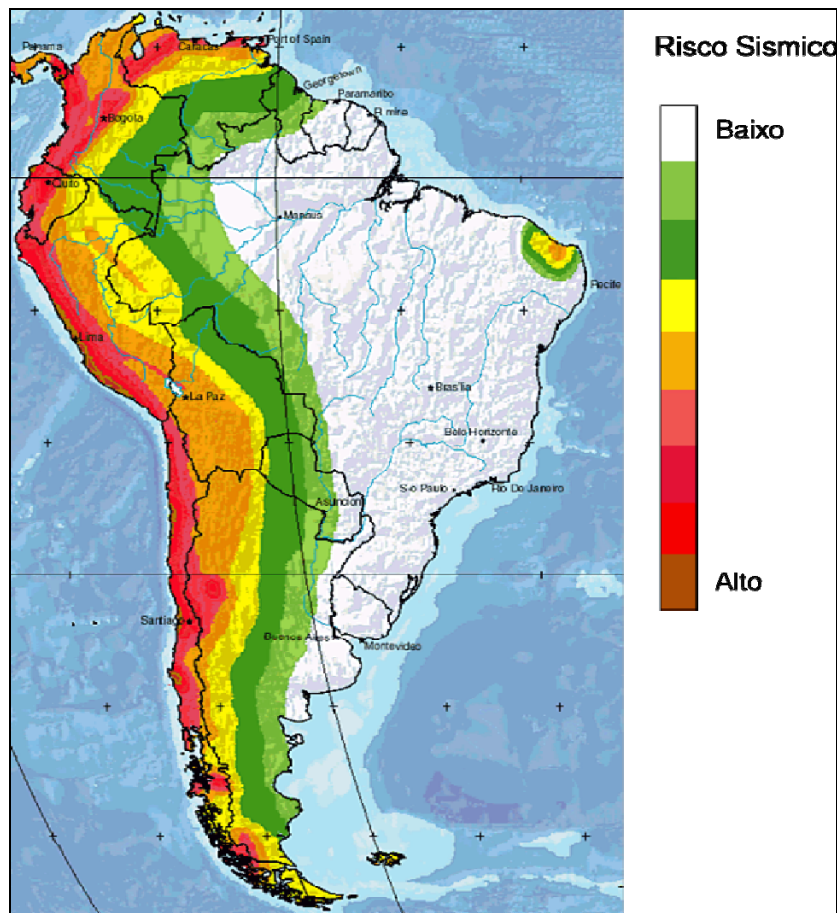 Risco Sismico
Baixo
Alto
Panama
Caracas
Port of Spain
Georgetown
Paramaribo
Bogota
Quito
Manaus
Recife
Lima
La Paz
Brasilia
Belo Horizonte
Sao Paulo
Rio De Janeiro
Asuncion
Santiago
Buenos Aires
Montevideo